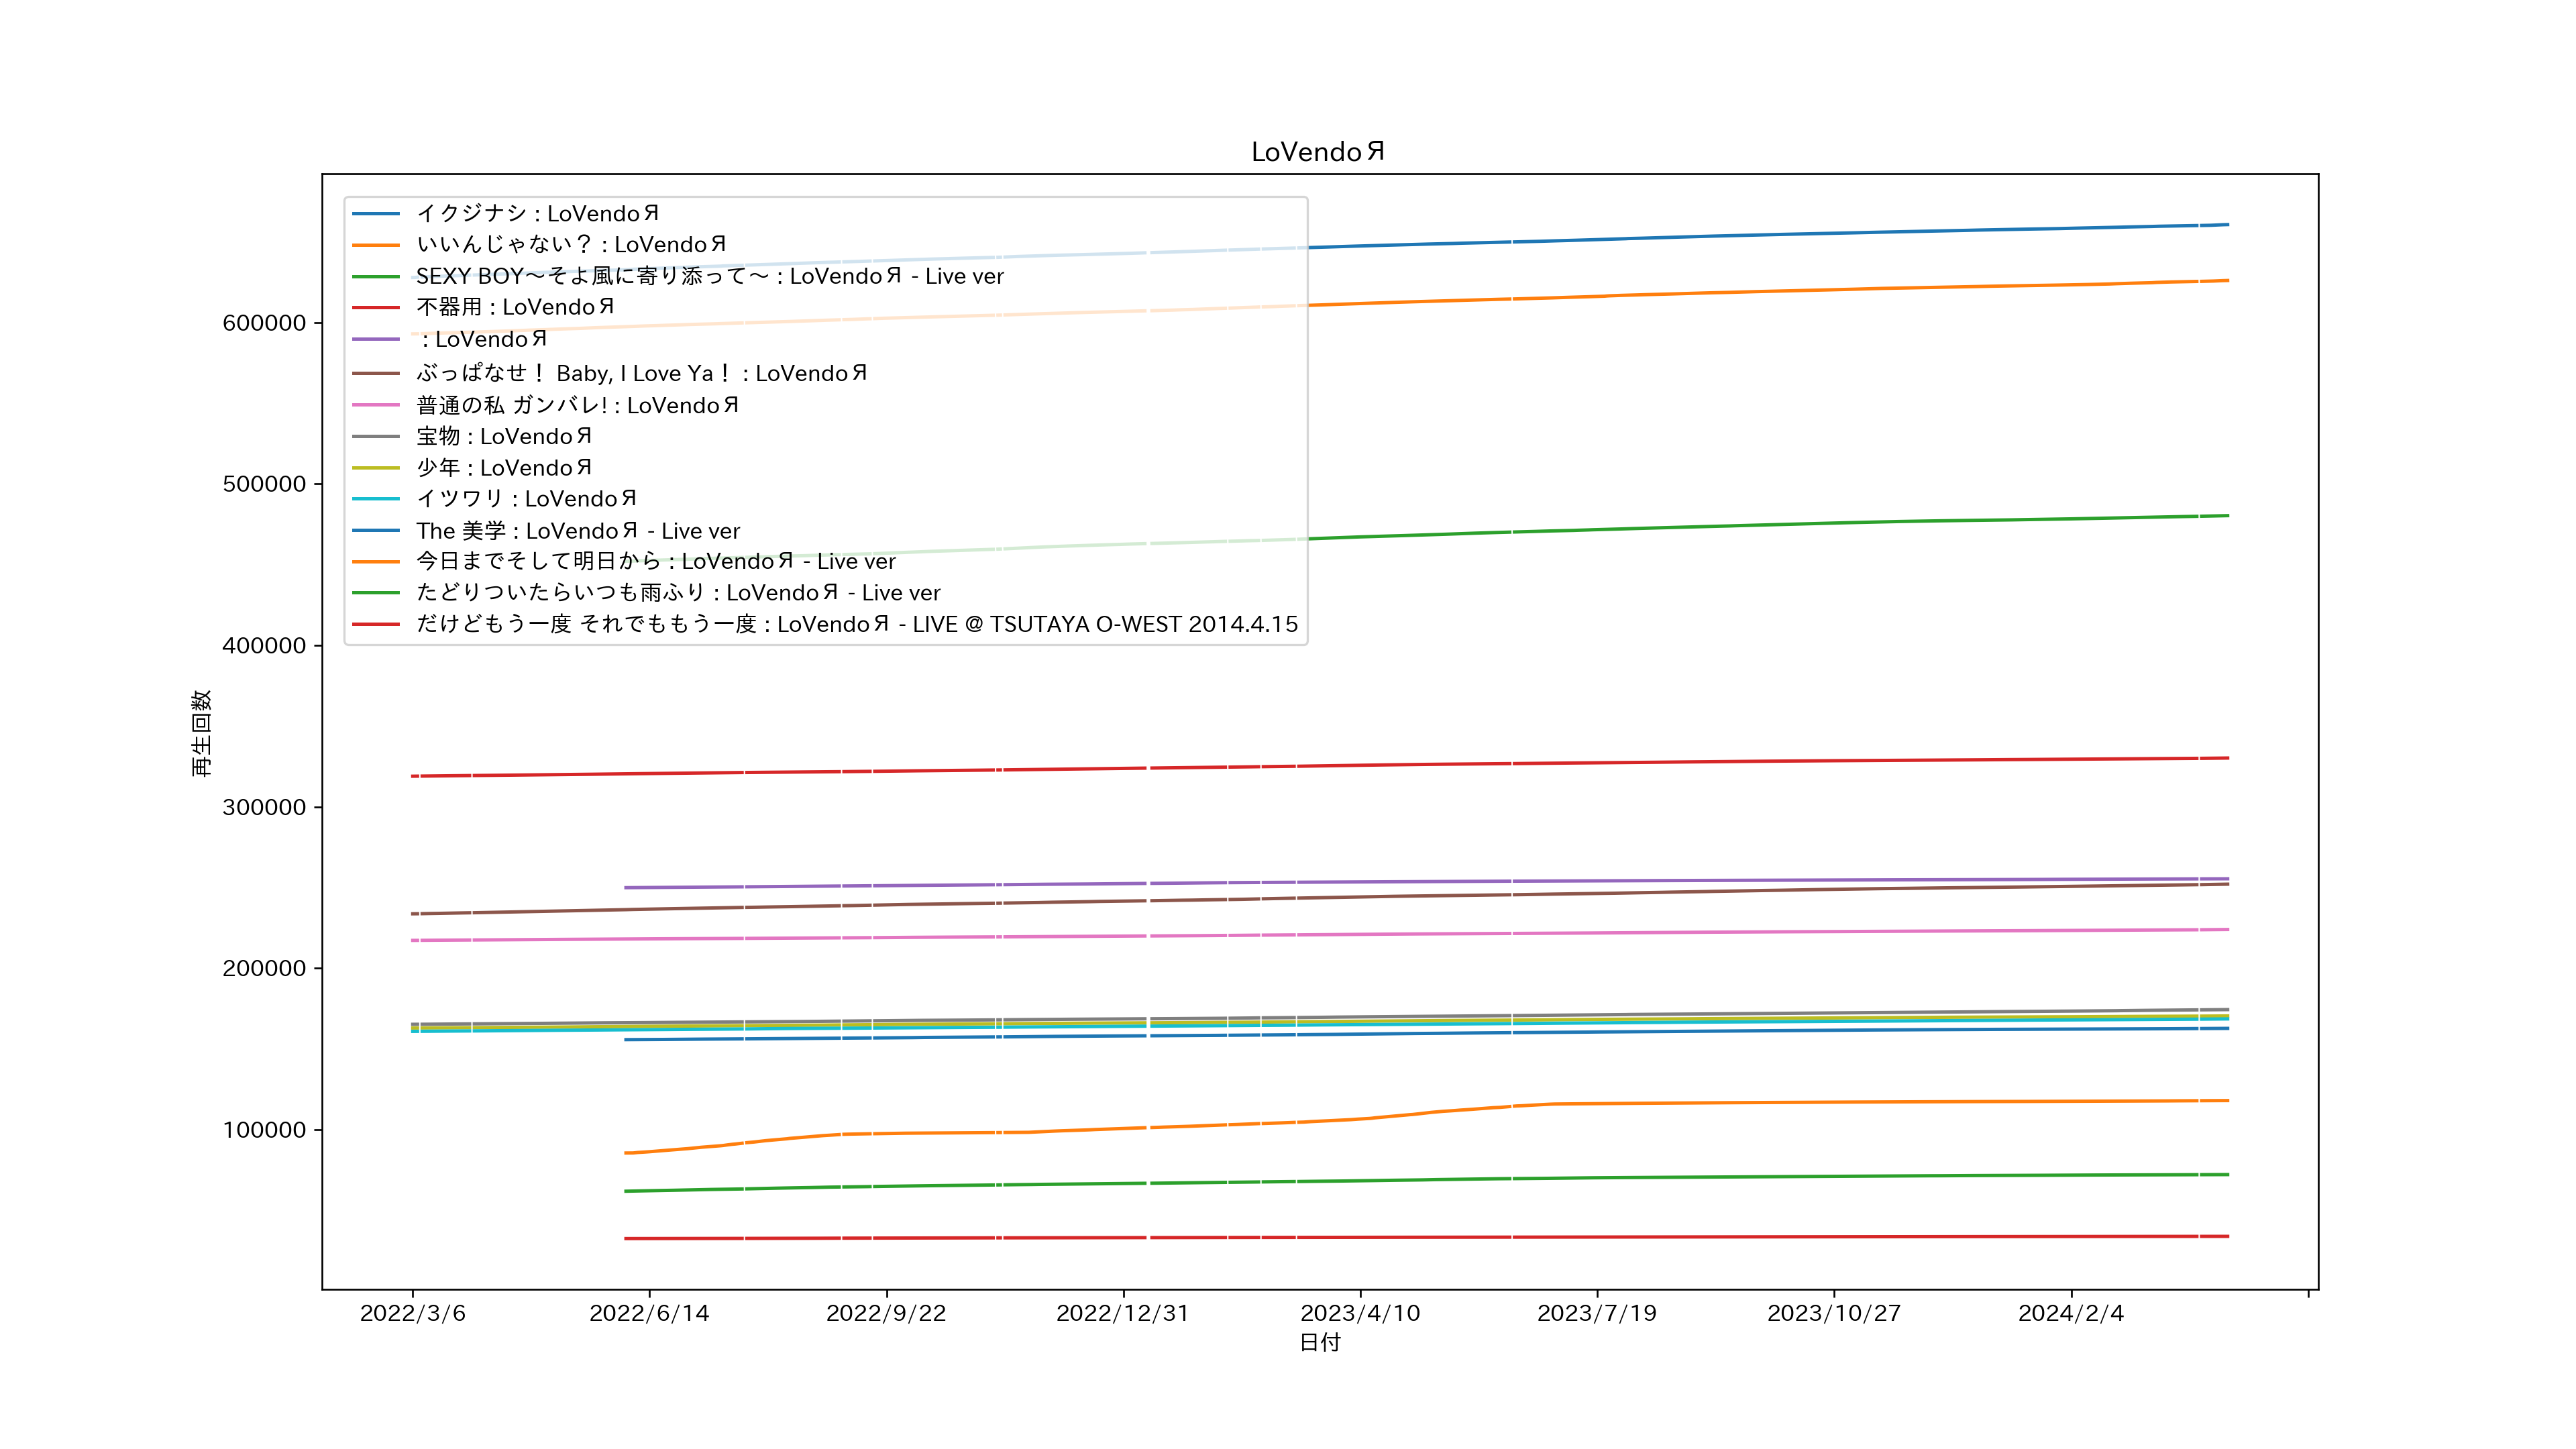 LoVendoЯ
イクジナシ : LoVendoЯ
いいんじゃない？ : LoVendoЯ
SEXY BOY～そよ風に寄り添って～ : LoVendoЯ - Live ver
不器用 : LoVendoЯ
: LoVendoЯ
ぶっぱなせ！ Baby, I Love Ya！ : LoVendoЯ
普通の私 ガンバレ! : LoVendoЯ
宝物 : LoVendoЯ
少年 : LoVendoЯ
イツワリ : LoVendoЯ
The 美学 : LoVendoЯ - Live ver
今日までそして明日から : LoVendoЯ - Live ver
たどりついたらいつも雨ふり : LoVendoЯ - Live ver
だけどもう一度 それでももう一度 : LoVendoЯ - LIVE @ TSUTAYA O-WEST 2014.4.15
600000
500000
400000
300000
200000
100000
再生回数
2022/3/6
2022/6/14
2022/9/22
2022/12/31
2023/4/10
2023/7/19
2023/10/27
2024/2/4
日付